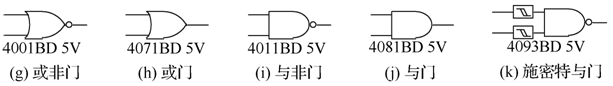 4001BD 5V 4071BD 5V 4011BD 5V 4081BD 5V 4093BD 5V
(g) 或非门 (h) 或门 (i) 与非门 (j) 与门 (k) 施密特与门